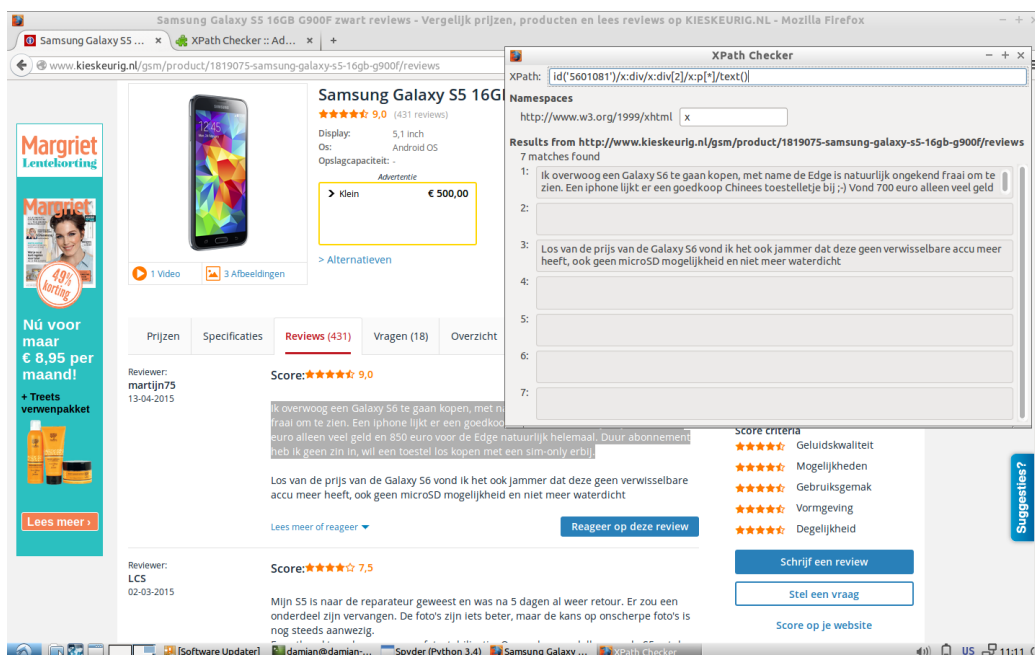 Samsung Galaxy S5 16GB G900F zwart reviews - Vergelijk prijzen, producten en lees reviews op KIESKEURIG.NL - Mozilla Firefox
Samsung Galaxy S5 ...
XPath Checker :: Ad...
www.kieskeurig.nl/gsm/product/1819075-samsung-galaxy-s5-16gb-g900f/reviews
XPath Checker
XPath: id('5601081')/x:div/x:div[2]/x:p[*]/text()
Namespaces
http://www.w3.org/1999/xhtml x
Results from http://www.kieskeurig.nl/gsm/product/1819075-samsung-galaxy-s5-16gb-g900f/reviews
7 matches found
1: Ik overwoog een Galaxy S6 te gaan kopen, met name de Edge is natuurlijk ongekend fraai om te
zien. Een iphone lijkt er een goedkoop Chinees toestelletje bij ;-) Vond 700 euro alleen veel geld
2:
3: Los van de prijs van de Galaxy S6 vond ik het ook jammer dat deze geen verwisselbare accu meer
heeft, ook geen microSD mogelijkheid en niet meer waterdicht
4:
5:
6:
7:
Margriet
Lentekorting
Margriet
49%
korting
Nú voor
maar
€ 8,95 per
maand!
+ Treets
verwenpakket
Lees meer ›
12:45
Samsung Galaxy S5 16G
9,0 (431 reviews)
Display: 5,1 inch
Os: Android OS
Opslagcapaciteit: -
Advertentie
> Klein € 500,00
> Alternatieven
1 Video
3 Afbeeldingen
Prijzen
Specificaties
Reviews (431)
Vragen (18)
Overzicht
Reviewer:
martijn75
13-04-2015
Score: 9,0
Ik overwoog een Galaxy S6 te gaan kopen, met na
fraai om te zien. Een iphone lijkt er een goedkoo
euro alleen veel geld en 850 euro voor de Edge natuurlijk helemaal. Duur abonnement
heb ik geen zin in, wil een toestel los kopen met een sim-only erbij.
Los van de prijs van de Galaxy S6 vond ik het ook jammer dat deze geen verwisselbare
accu meer heeft, ook geen microSD mogelijkheid en niet meer waterdicht
Lees meer of reageer
Reageer op deze review
Reviewer:
LCS
02-03-2015
Score: 7,5
Mijn S5 is naar de reparateur geweest en was na 5 dagen al weer retour. Er zou een
onderdeel zijn vervangen. De foto's zijn iets beter, maar de kans op onscherpe foto's is
nog steeds aanwezig.
Score criteria
Geluidskwaliteit
Mogelijkheden
Gebruiksgemak
Vormgeving
Degelijkheid
Schrijf een review
Stel een vraag
Score op je website
Suggesties?
[Software Updater]
damian@damian-...
Spyder (Python 3.4)
Samsung Galaxy ...
XPath Checker
US
11:11